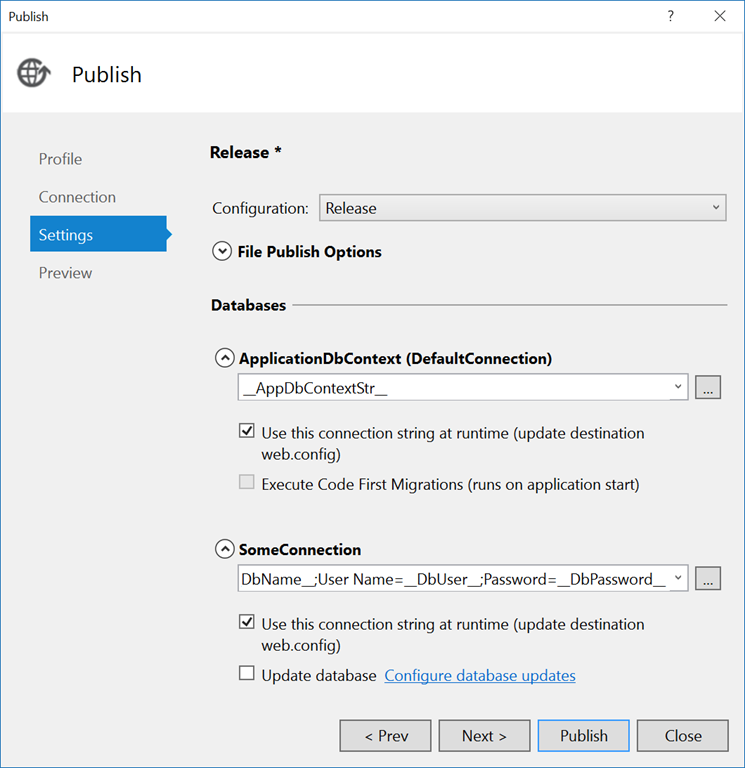 Publish
?
Publish
Profile
Connection
Settings
Preview
Release *
Configuration: Release
File Publish Options
Databases
ApplicationDbContext (DefaultConnection)
__AppDbContextStr__
...
Use this connection string at runtime (update destination
web.config)
Execute Code First Migrations (runs on application start)
SomeConnection
DbName__;User Name=__DbUser__;Password=__DbPassword__
...
Use this connection string at runtime (update destination
web.config)
Update database Configure database updates
< Prev Next > Publish Close